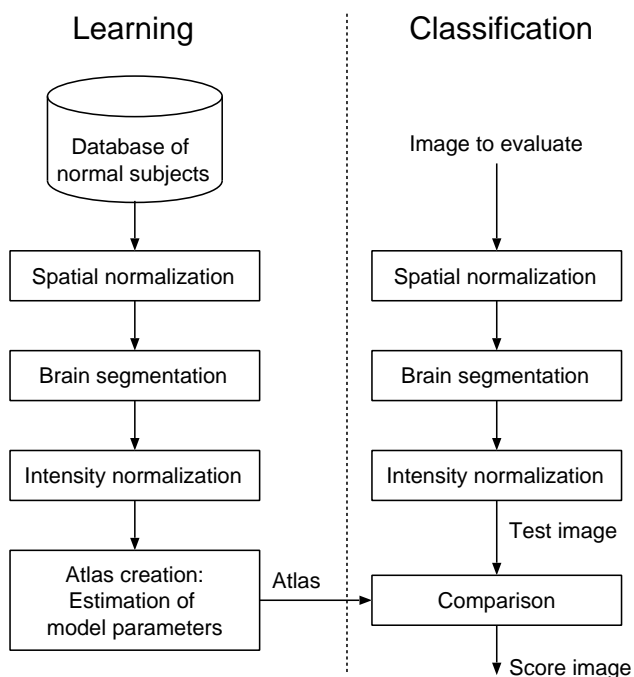 Learning
Database of
normal subjects
Spatial normalization
Brain segmentation
Intensity normalization
Atlas creation:
Estimation of
model parameters
Atlas
Classification
Image to evaluate
Spatial normalization
Brain segmentation
Intensity normalization
Test image
Comparison
Score image